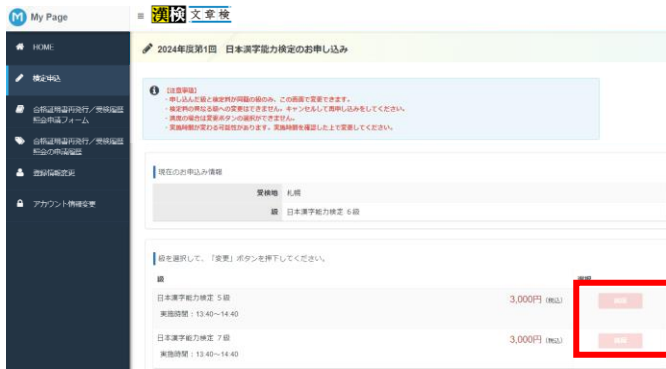 My Page
漢検 文章検
HOME
2024年度第1回 日本漢字能力検定のお申し込み
検定申込
【注意事項】
・申し込んだ級と検定料が同額の級のみ、この画面で変更できます。
・検定料の異なる級への変更はできません。キャンセルして再申し込みをしてください。
・満席の場合は変更ボタンの選択ができません。
・実施時間が変わる可能性があります。実施時間を確認した上で変更してください。
合格証明書再発行/受検履歴
照会申請フォーム
合格証明書再発行/受検履歴
照会の申請履歴
登録情報変更
アカウント情報変更
現在のお申込み情報
受検地 札幌
級 日本漢字能力検定 6級
級を選択して、「変更」ボタンを押下してください。
級
日本漢字能力検定 5級 3,000円 (税込)
実施時間:13:40～14:40
日本漢字能力検定 7級 3,000円 (税込)
実施時間:13:40～14:40